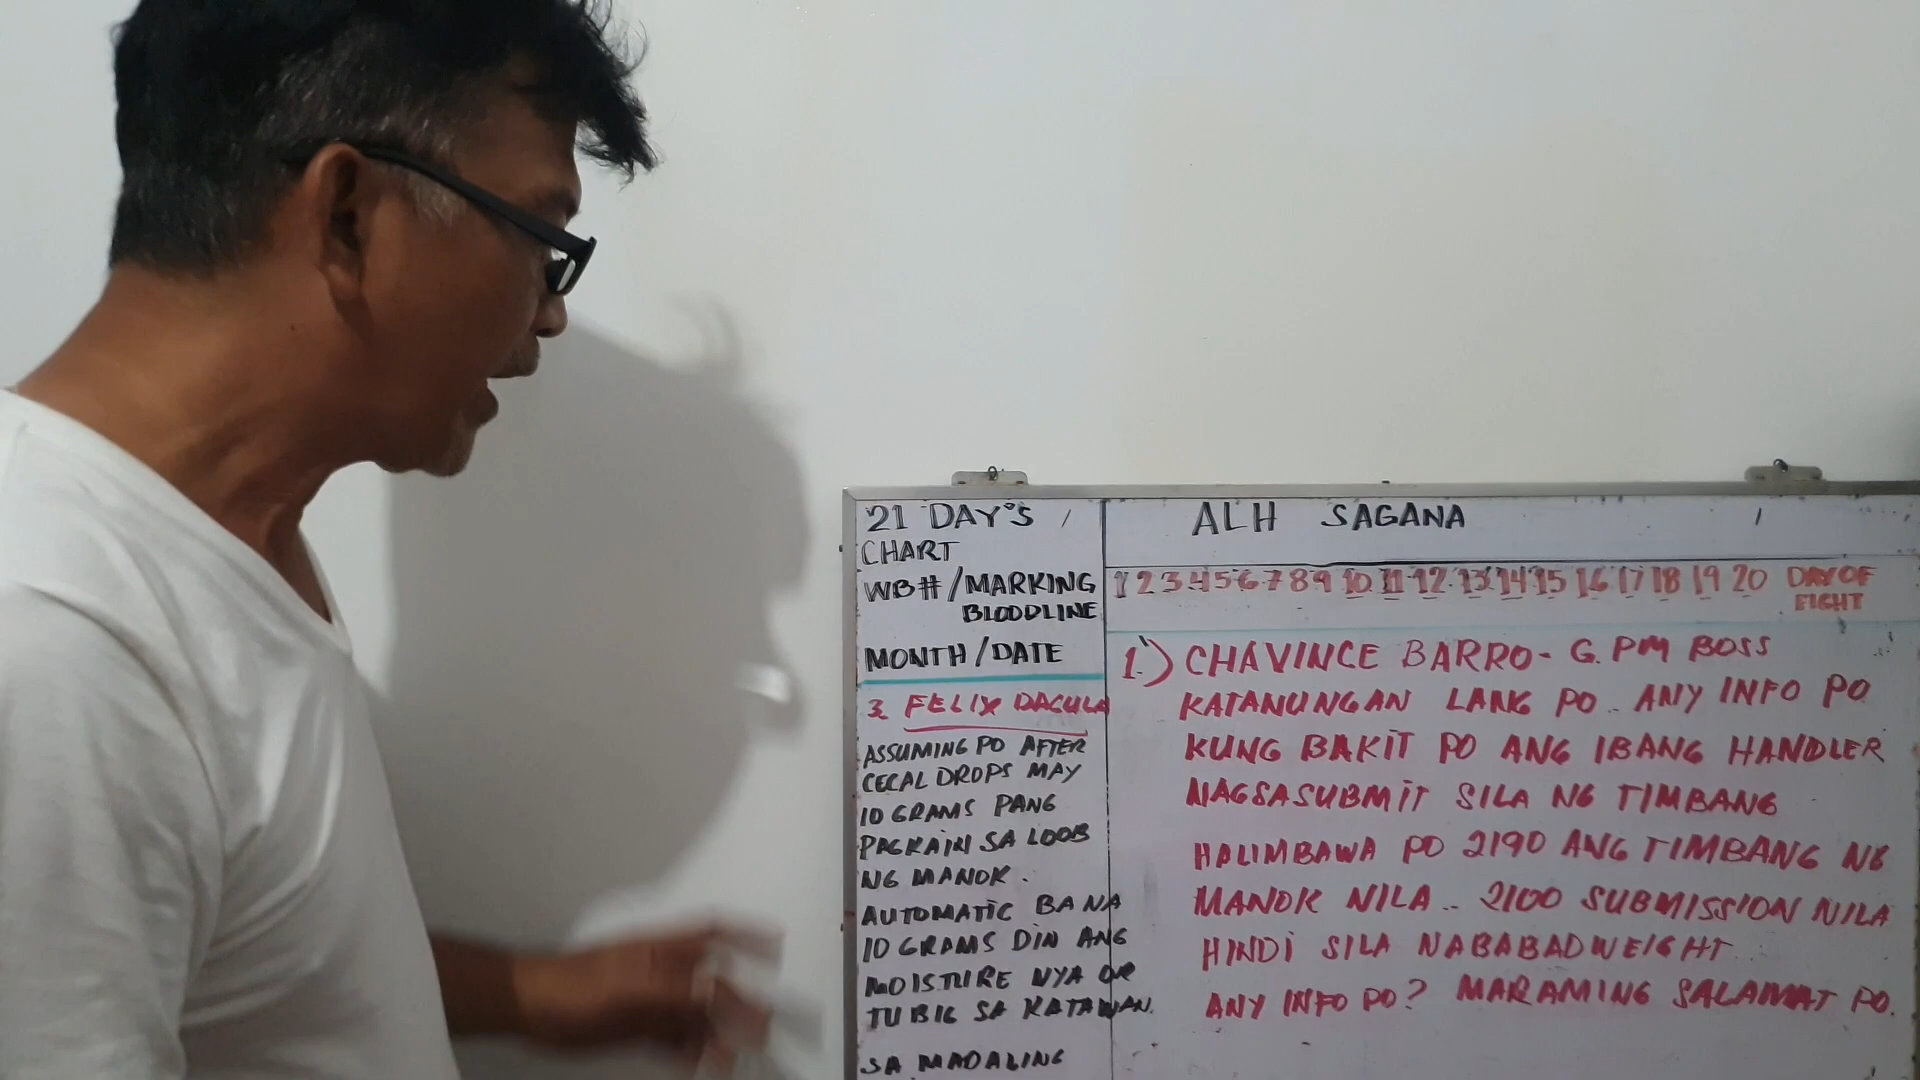 21 DAY'S
CHART
WB# / MARKING
BLOODLINE
MONTH / DATE
3. FELIX DACULA
ASSUMING PO AFTER
CECAL DROPS MAY
10 GRAMS PANG
PAGKAIN SA LOOB
NG MANOK.
AUTOMATIC BA NA
10 GRAMS DIN ANG
MOISTURE NYA OR
TUBIG SA KATAWAN.
SA MADALING
ALH SAGANA
1 2 3 4 5 6 7 8 9 10 11 12 13 14 15 16 17 18 19 20 DAY OF
FIGHT
1.) CHAVINCE BARRO - G. PM BOSS
KATANUNGAN LANG PO.. ANY INFO PO
KUNG BAKIT PO ANG IBANG HANDLER
NAGSASUBMIT SILA NG TIMBANG
HALIMBAWA PO 2190 ANG TIMBANG NG
MANOK NILA.. 2100 SUBMISSION NILA
HINDI SILA NABABADWEIGHT..
ANY INFO PO? MARAMING SALAMAT PO.